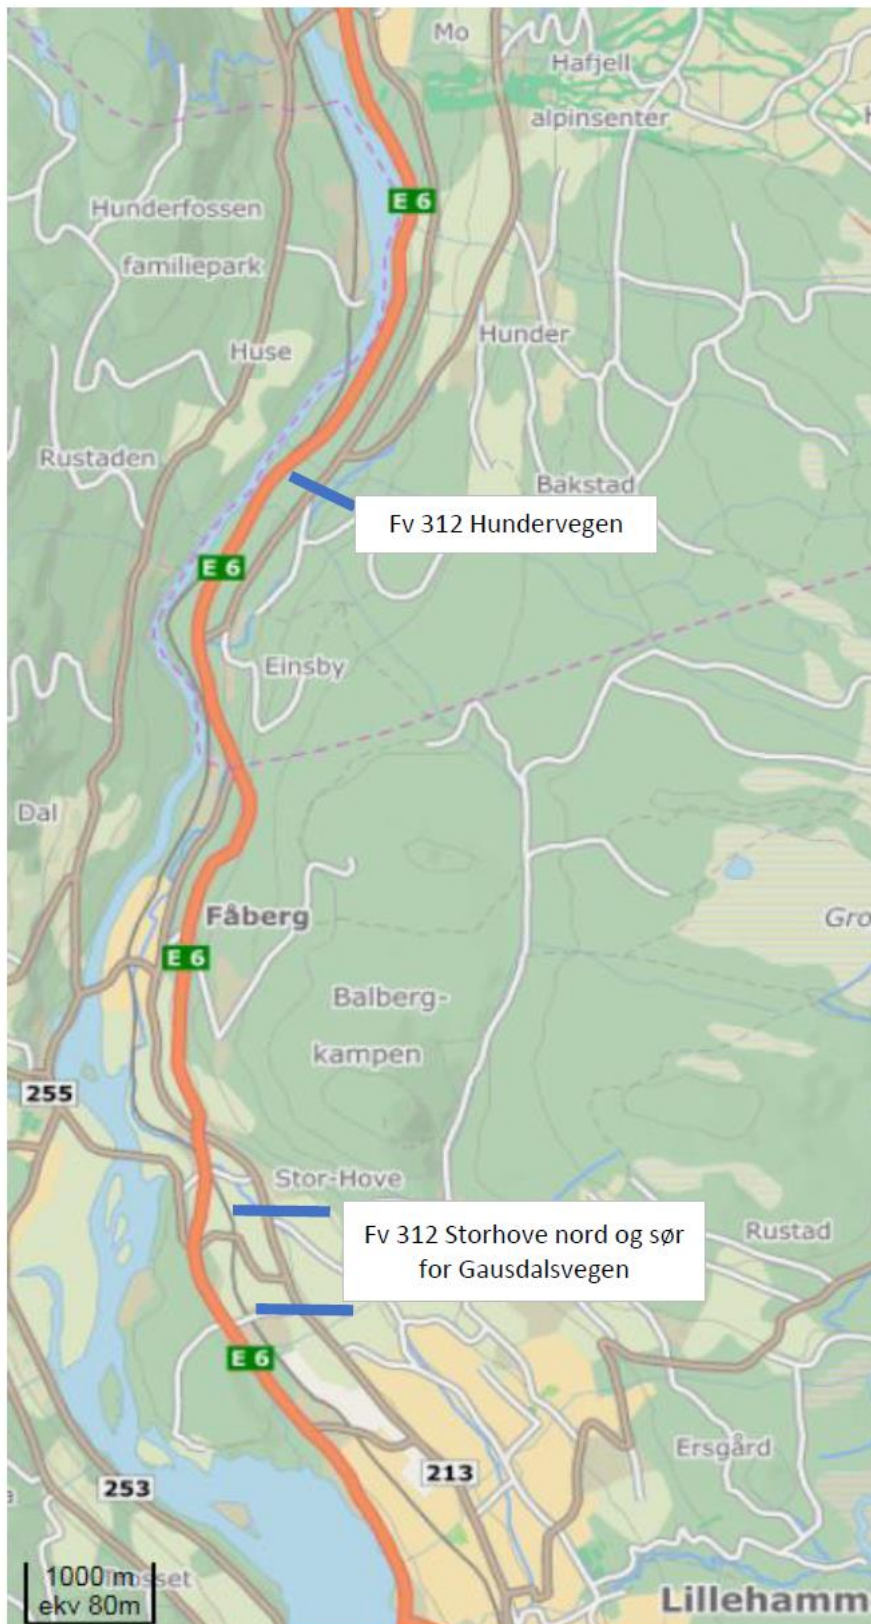 Mo
Hafjell
alpinsenter
E 6
Hunderfossen
familiepark
Hunder
Huse
Rustaden
Bakstad
Fv 312 Hundervegen
E 6
Einsby
Dal
Fåberg
Gro
E 6
Balberg-
kampen
255
Stor-Hove
Fv 312 Storhove nord og sør
for Gausdalsvegen
Rustad
E 6
Ersgård
213
253
1000 m
ekv 80m
Lillehamm